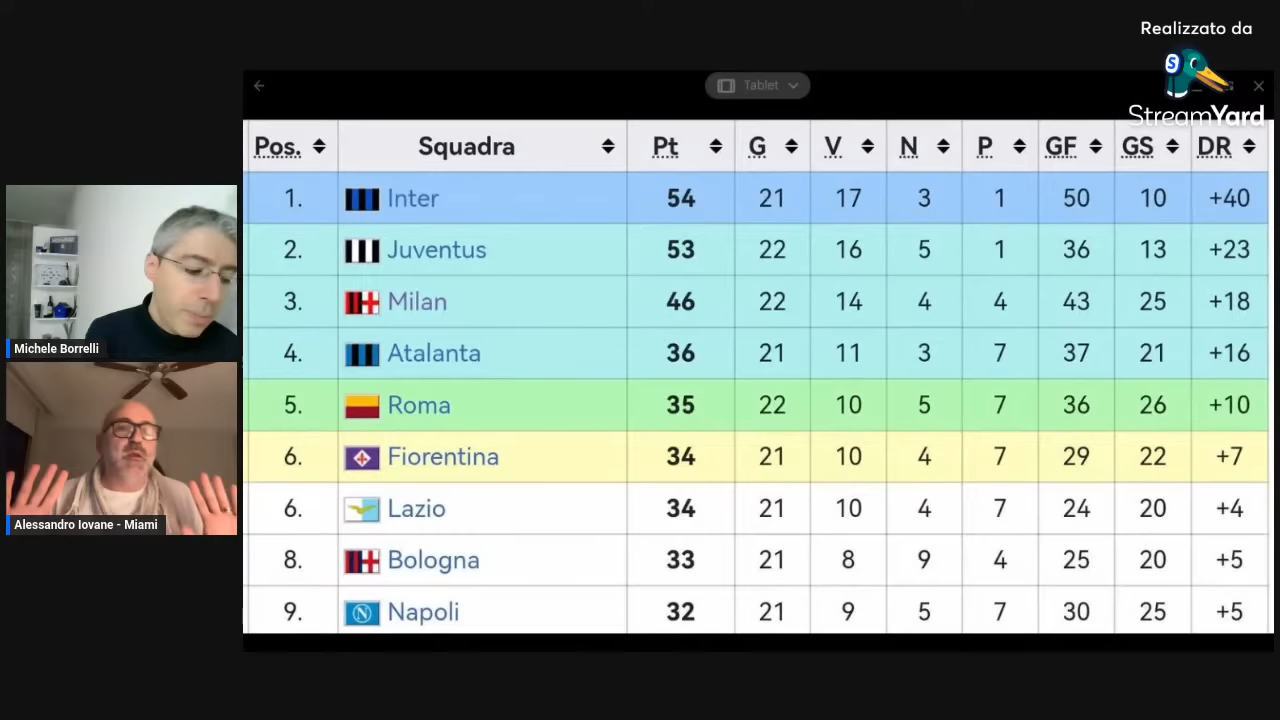 Realizzato da
StreamYard
Tablet
Pos. Squadra Pt G V N P GF GS DR
1. Inter 54 21 17 3 1 50 10 +40
2. Juventus 53 22 16 5 1 36 13 +23
3. Milan 46 22 14 4 4 43 25 +18
4. Atalanta 36 21 11 3 7 37 21 +16
5. Roma 35 22 10 5 7 36 26 +10
6. Fiorentina 34 21 10 4 7 29 22 +7
6. Lazio 34 21 10 4 7 24 20 +4
8. Bologna 33 21 8 9 4 25 20 +5
9. Napoli 32 21 9 5 7 30 25 +5
Michele Borrelli
Alessandro Iovane - Miami